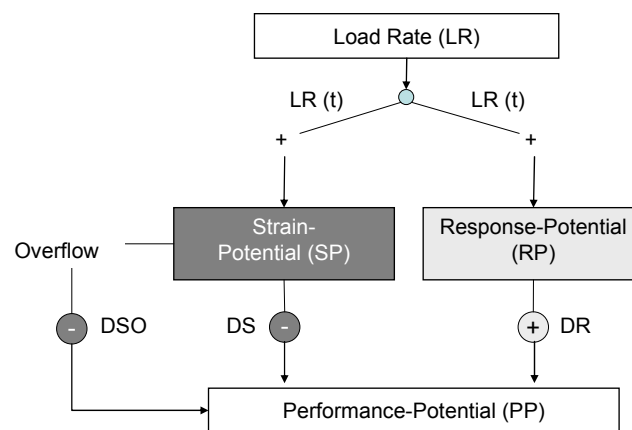 Load Rate (LR)
LR (t)
LR (t)
+
+
Strain-
Potential (SP)
Response-Potential
(RP)
Overflow
-
DSO
DS
-
+
DR
Performance-Potential (PP)